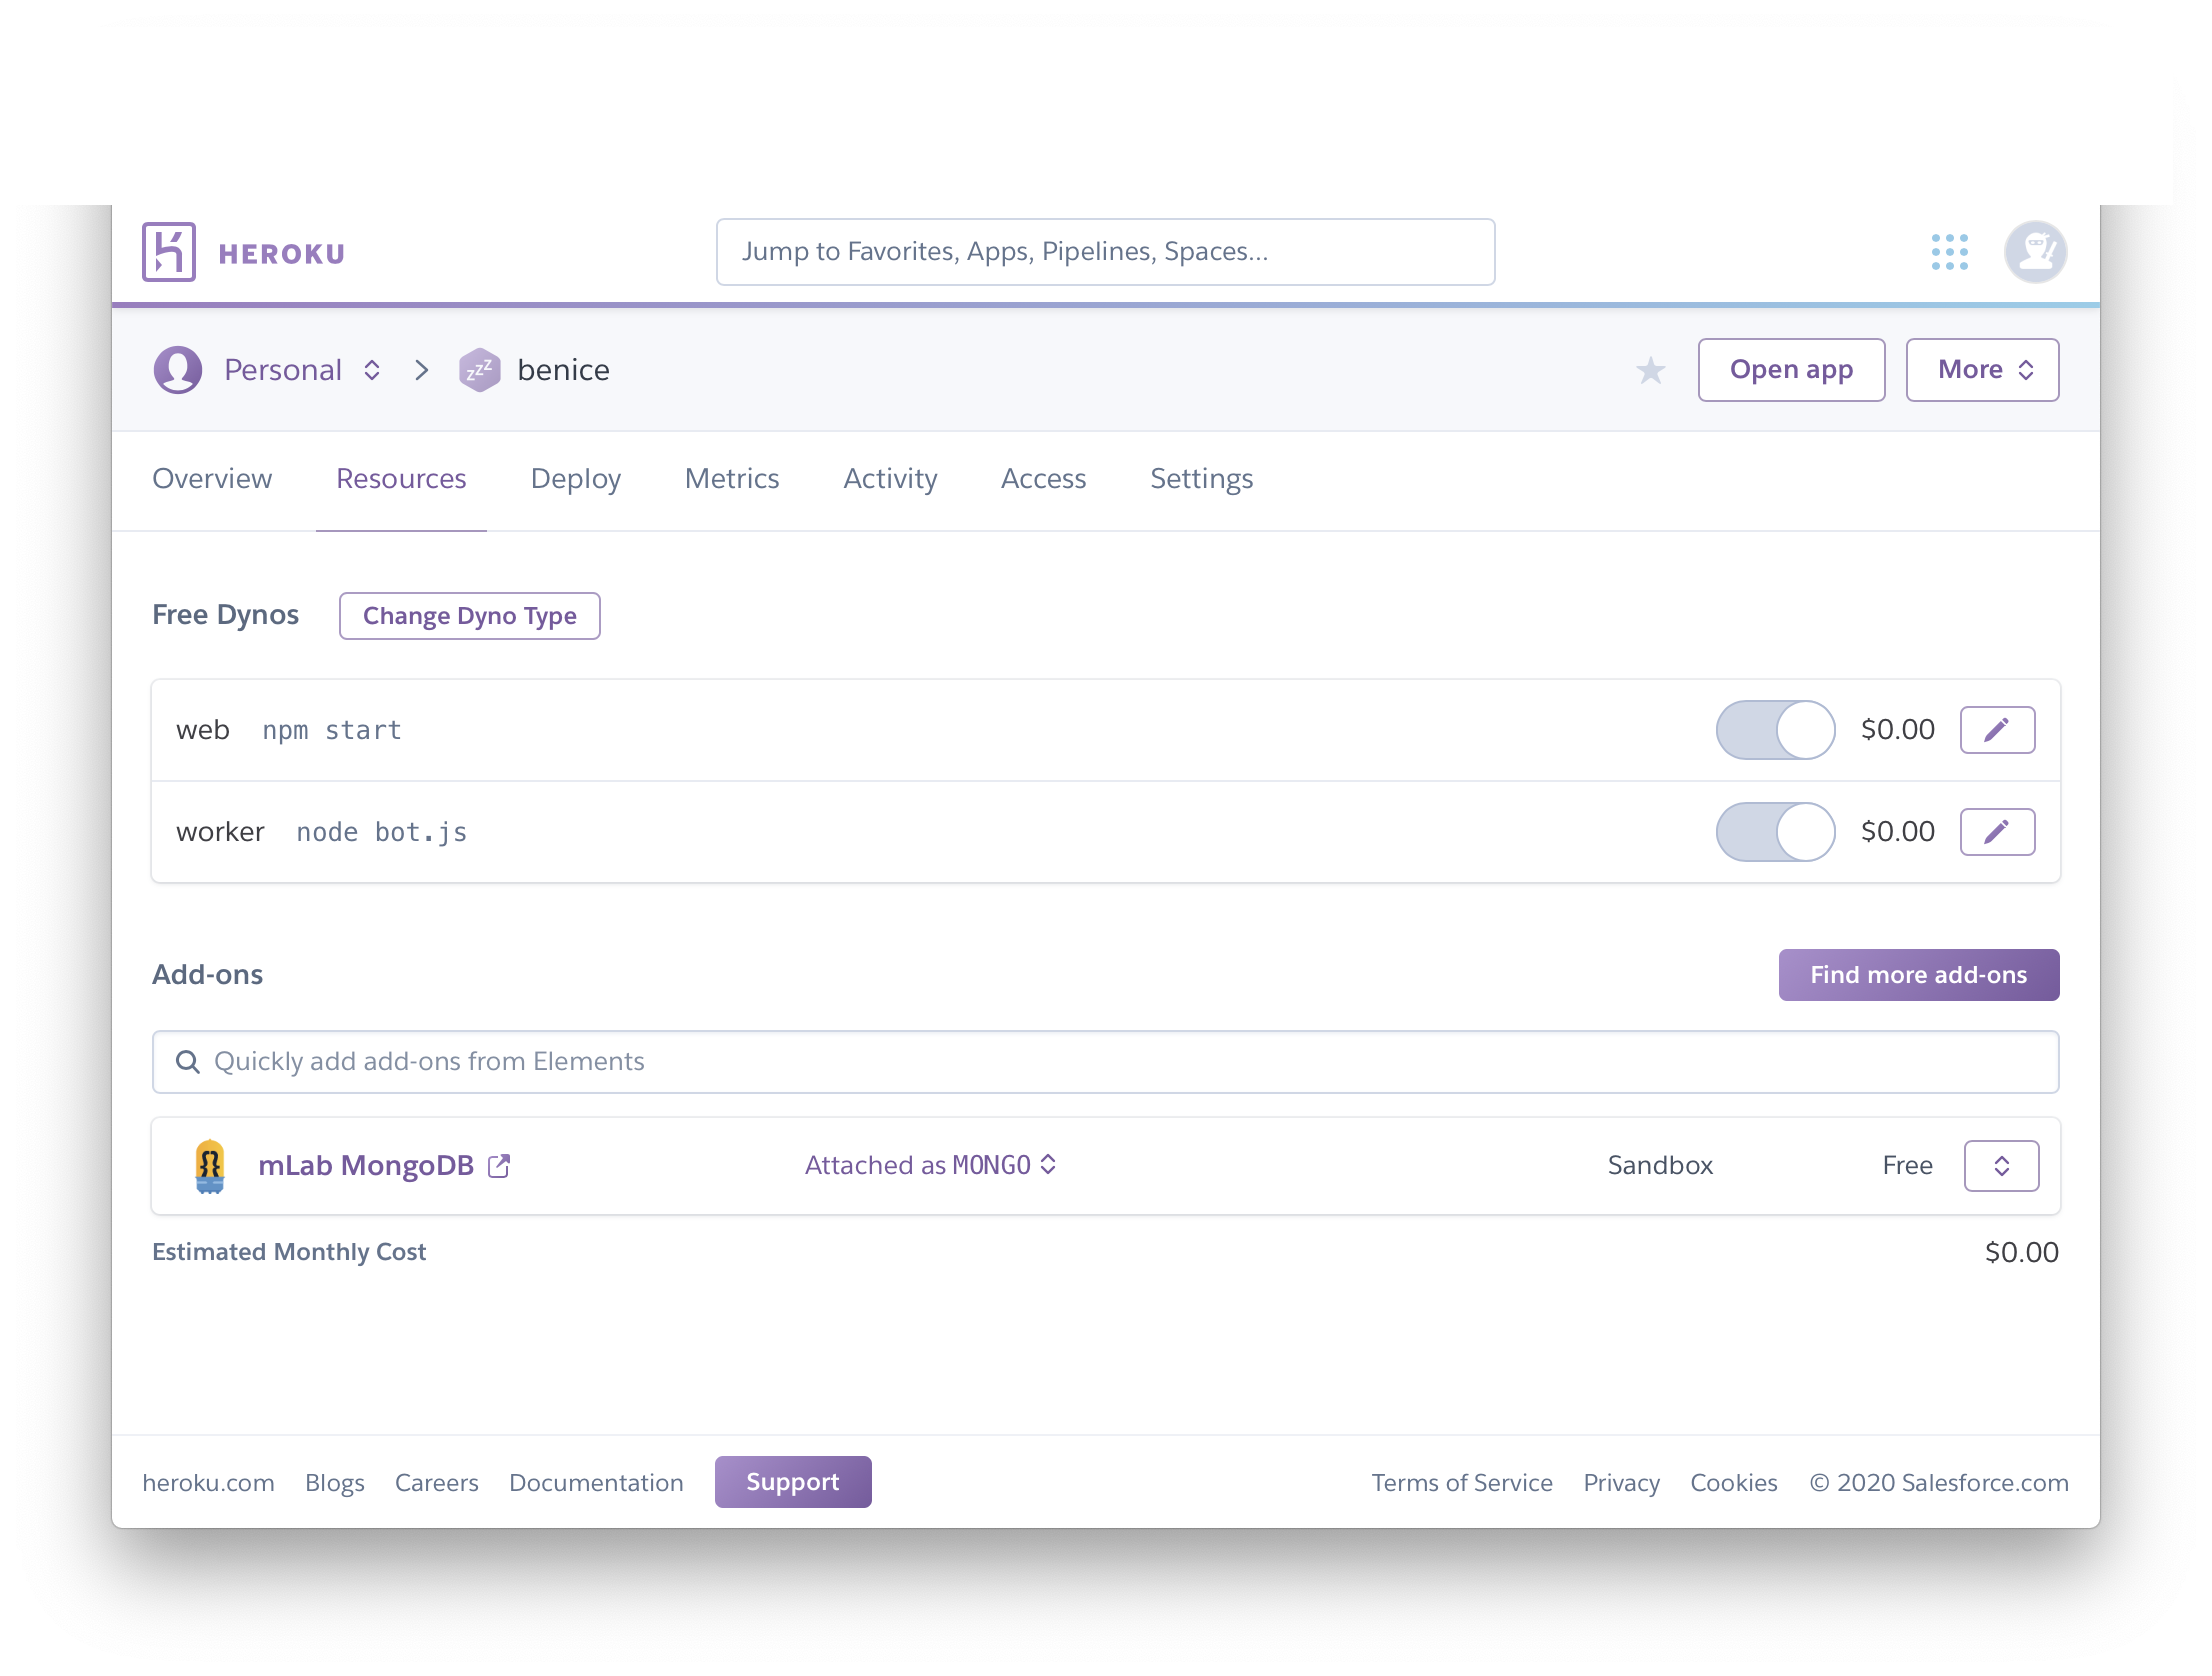 HEROKU
Jump to Favorites, Apps, Pipelines, Spaces...
Personal
zzz
benice
Open app
More
Overview
Resources
Deploy
Metrics
Activity
Access
Settings
Free Dynos
Change Dyno Type
web npm start
$0.00
worker node bot.js
$0.00
Add-ons
Find more add-ons
Quickly add add-ons from Elements
mLab MongoDB
Attached as MONGO
Sandbox
Free
Estimated Monthly Cost
$0.00
heroku.com
Blogs
Careers
Documentation
Support
Terms of Service
Privacy
Cookies
© 2020 Salesforce.com